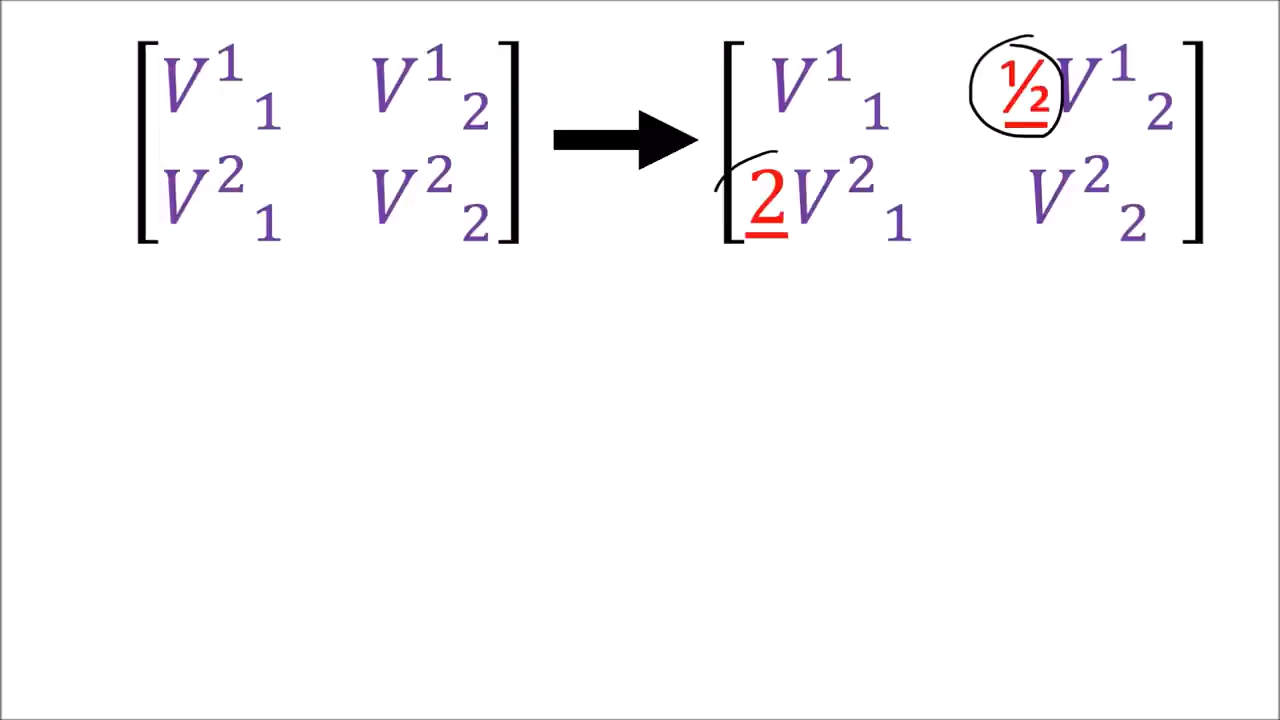 [V¹₁ V¹₂] → [V¹₁ ½V¹₂]
[V²₁ V²₂] [2V²₁ V²₂]